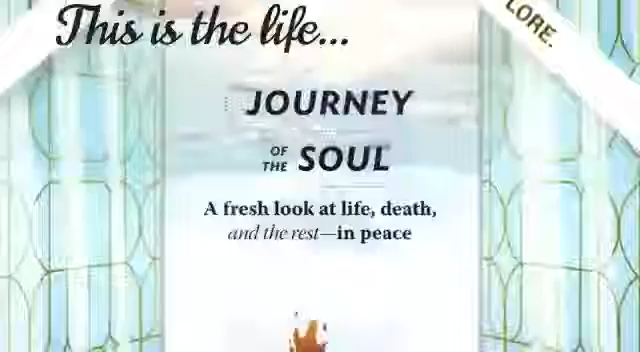 This is the life...
LORE.
JOURNEY
OF THE SOUL
A fresh look at life, death,
and the rest—in peace